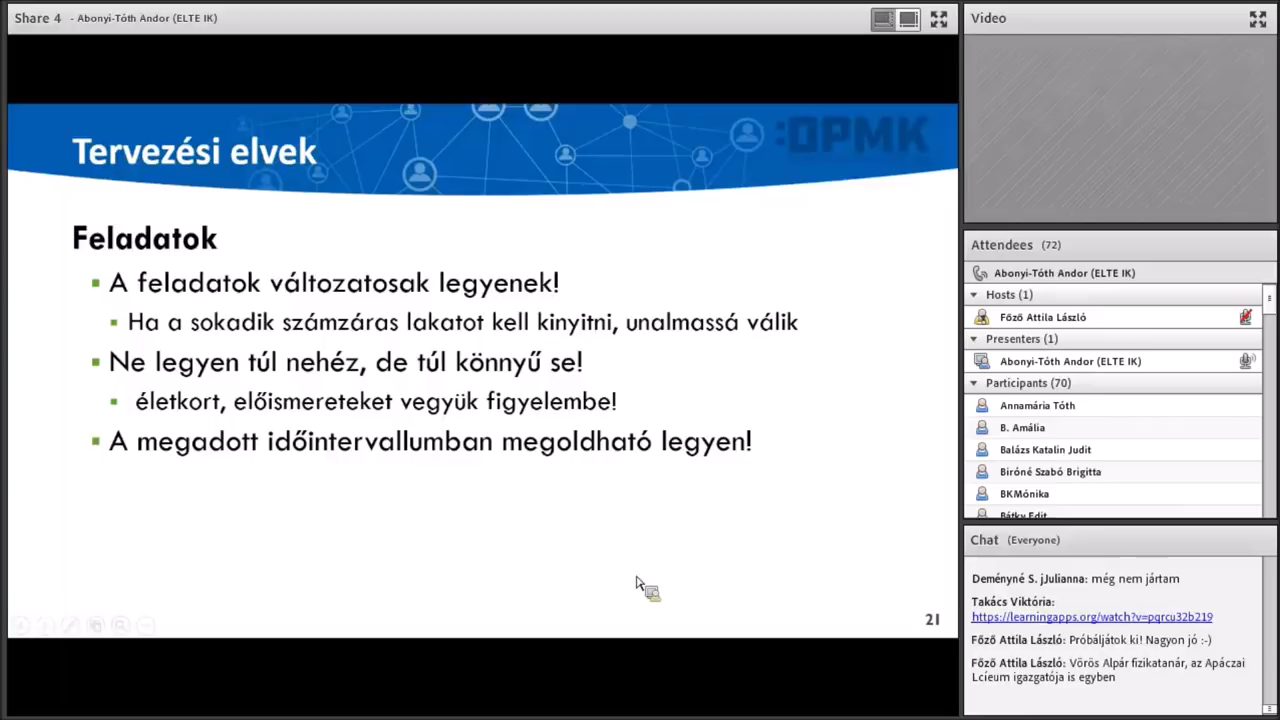 Share 4 - Abonyi-Tóth Andor (ELTE IK)
Tervezési elvek
:OPMK
Feladatok
A feladatok változatosak legyenek!
Ha a sokadik számzáras lakatot kell kinyitni, unalmassá válik
Ne legyen túl nehéz, de túl könnyű se!
életkort, előismereteket vegyük figyelembe!
A megadott időintervallumban megoldható legyen!
21
Video
Attendees (72)
Abonyi-Tóth Andor (ELTE IK)
Hosts (1)
Főző Attila László
Presenters (1)
Abonyi-Tóth Andor (ELTE IK)
Participants (70)
Annamária Tóth
B. Amália
Balázs Katalin Judit
Biróné Szabó Brigitta
BKMónika
Bátky Edit
Chat (Everyone)
Deményné S. jJulianna: még nem jártam
Takács Viktória:
https://learningapps.org/watch?v=pqrcu32b219
Főző Attila László: Próbáljátok ki! Nagyon jó :-)
Főző Attila László: Vörös Alpár fizikatanár, az Apáczai
Lcíeum igazgatója is egyben